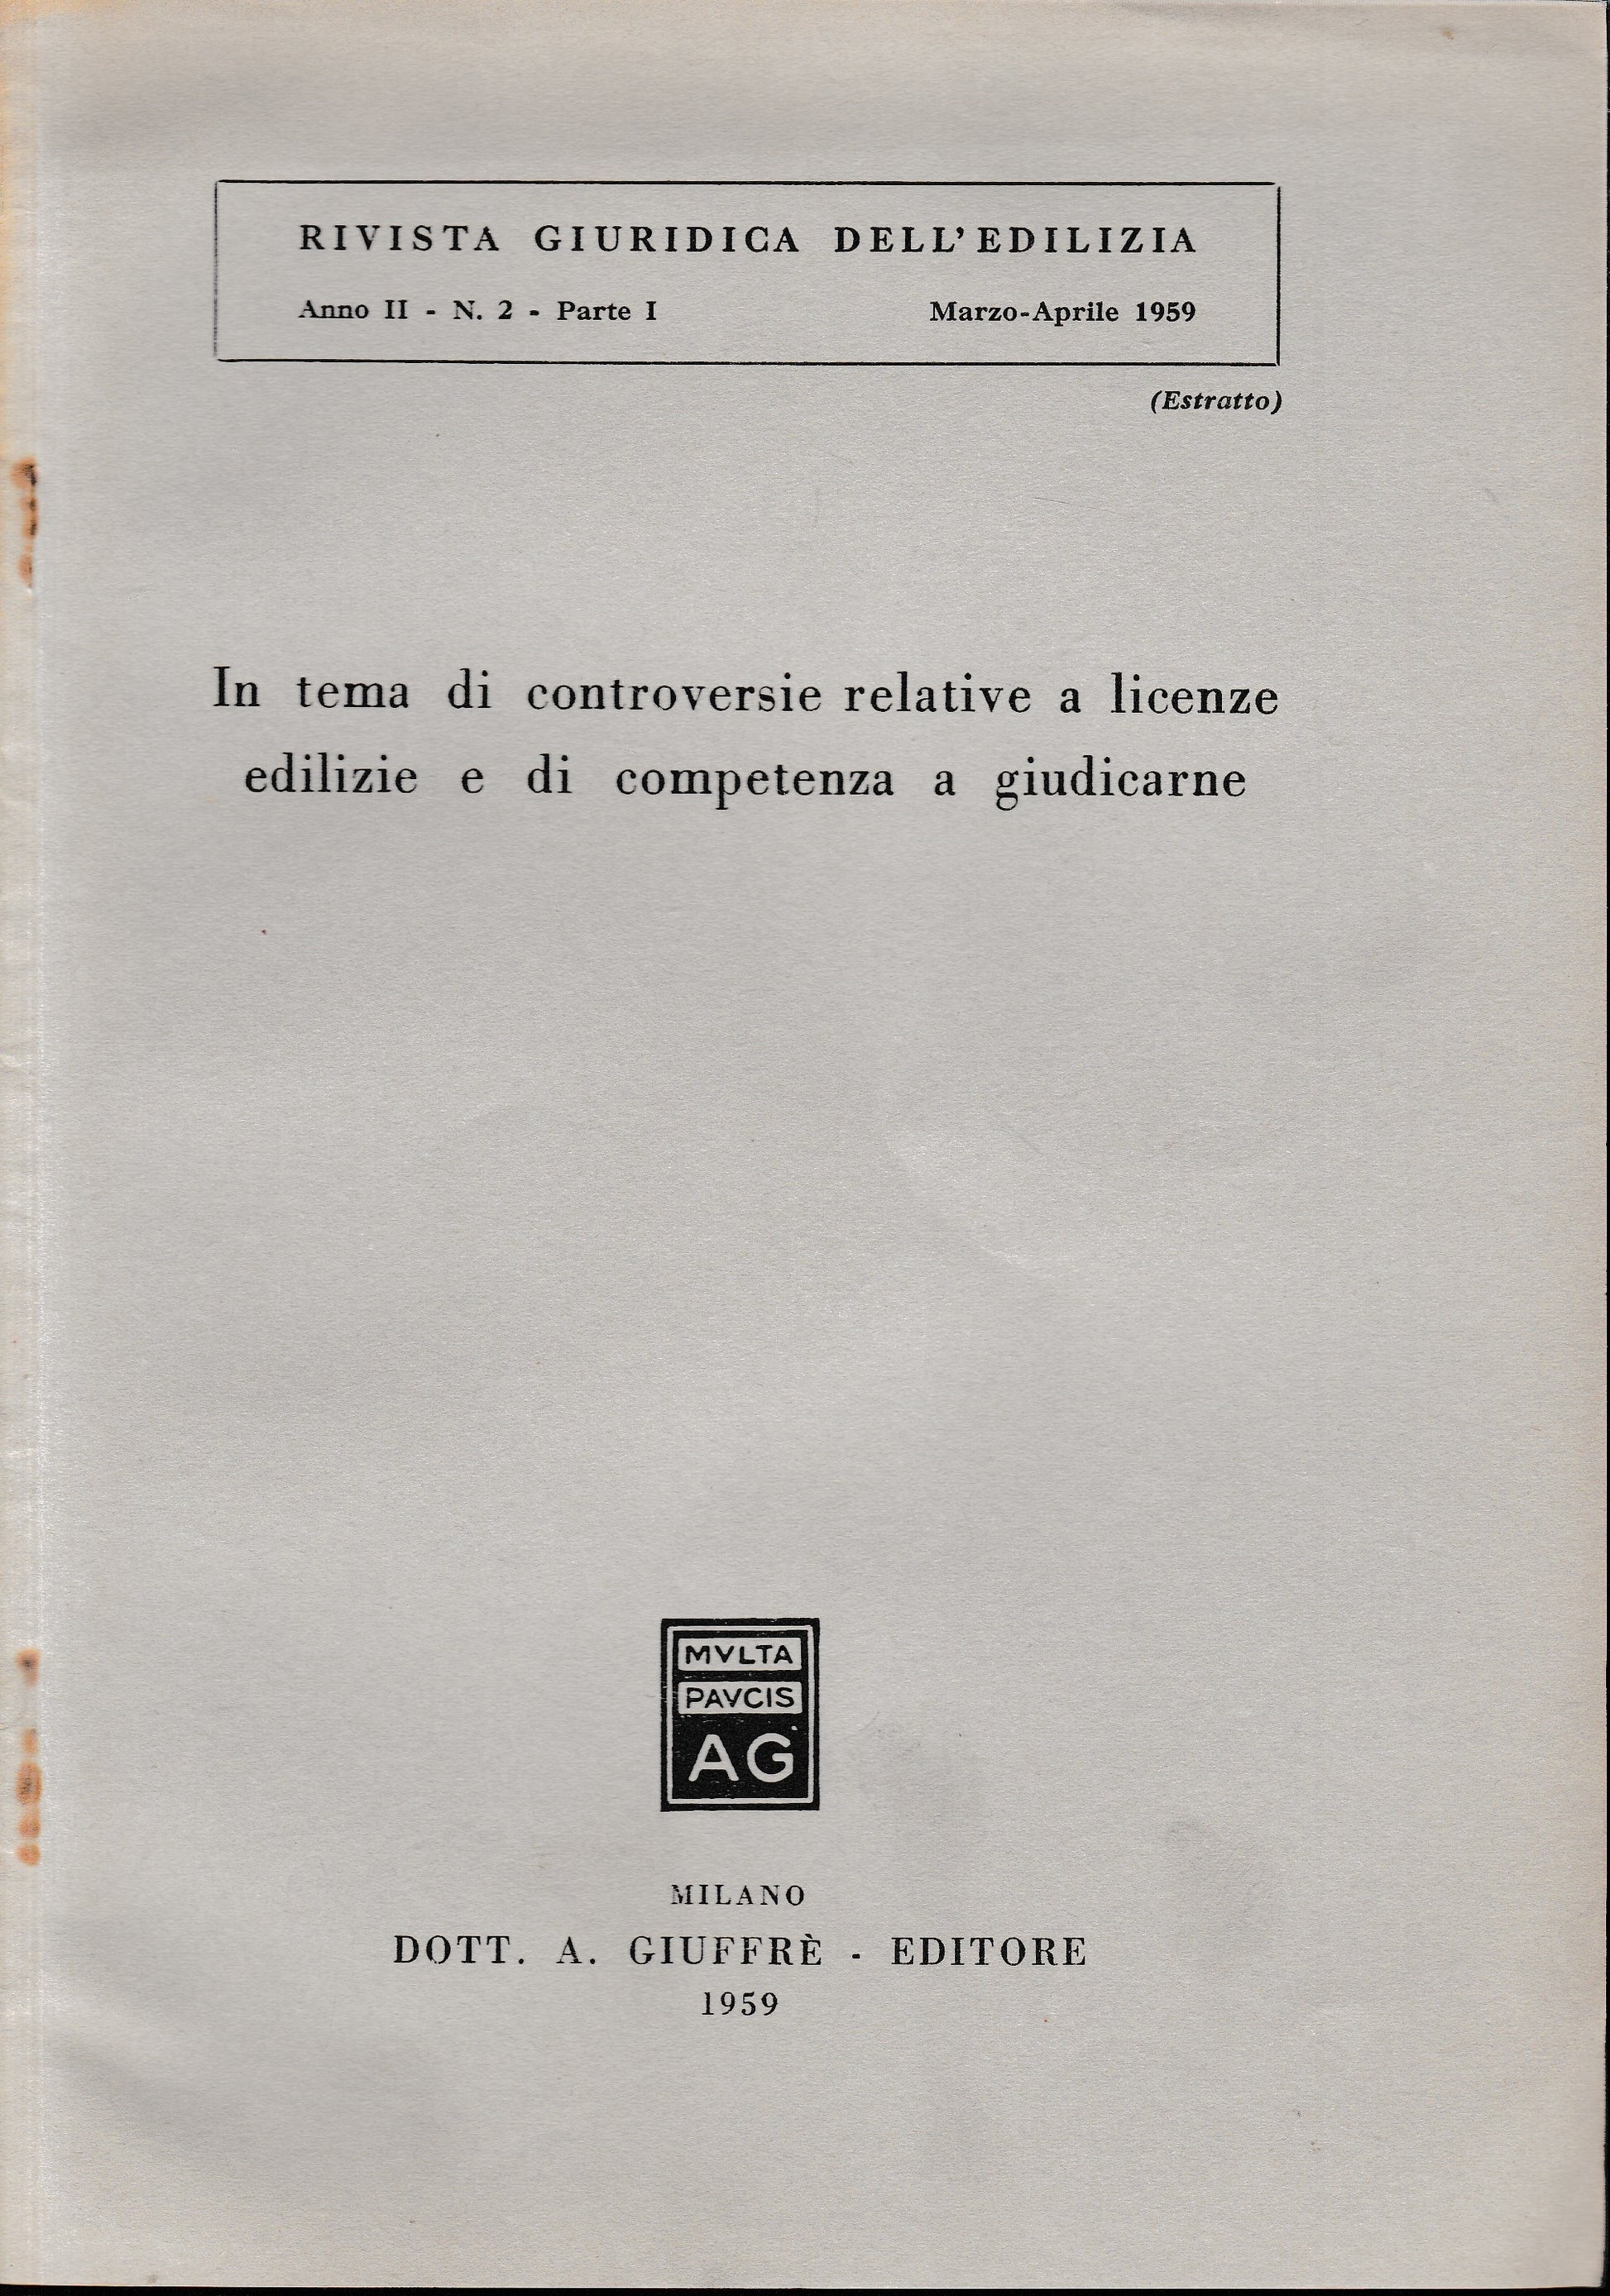 RIVISTA GIURIDICA DELL'EDILIZIA
Anno II - N. 2 - Parte I Marzo-Aprile 1959
(Estratto)
In tema di controversie relative a licenze
edilizie e di competenza a giudicarne
MVLTA
PAVCIS
AG
MILANO
DOTT. A. GIUFFRÈ - EDITORE
1959